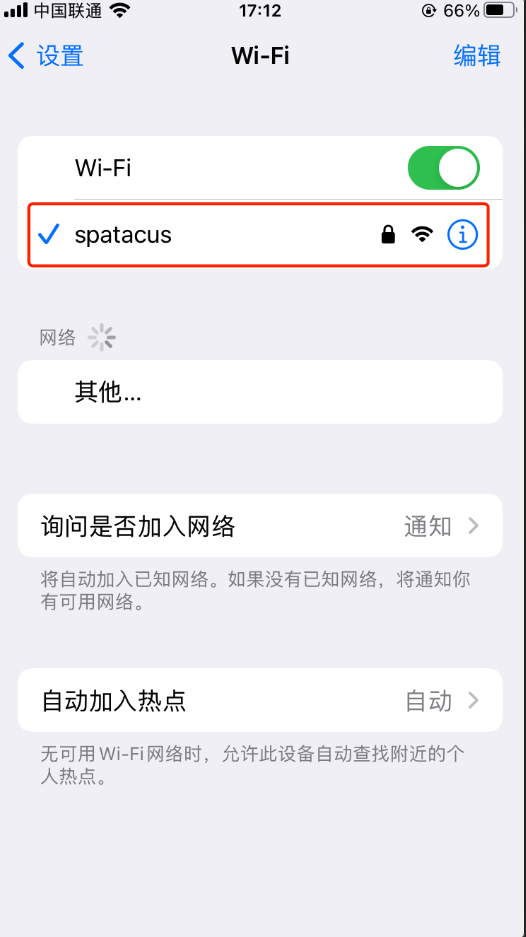 中国联通 17:12 66%
设置 Wi-Fi 编辑
Wi-Fi
spatacus
网络
其他...
询问是否加入网络 通知
将自动加入已知网络。如果没有已知网络，将通知你
有可用网络。
自动加入热点 自动
无可用 Wi-Fi 网络时，允许此设备自动查找附近的个
人热点。